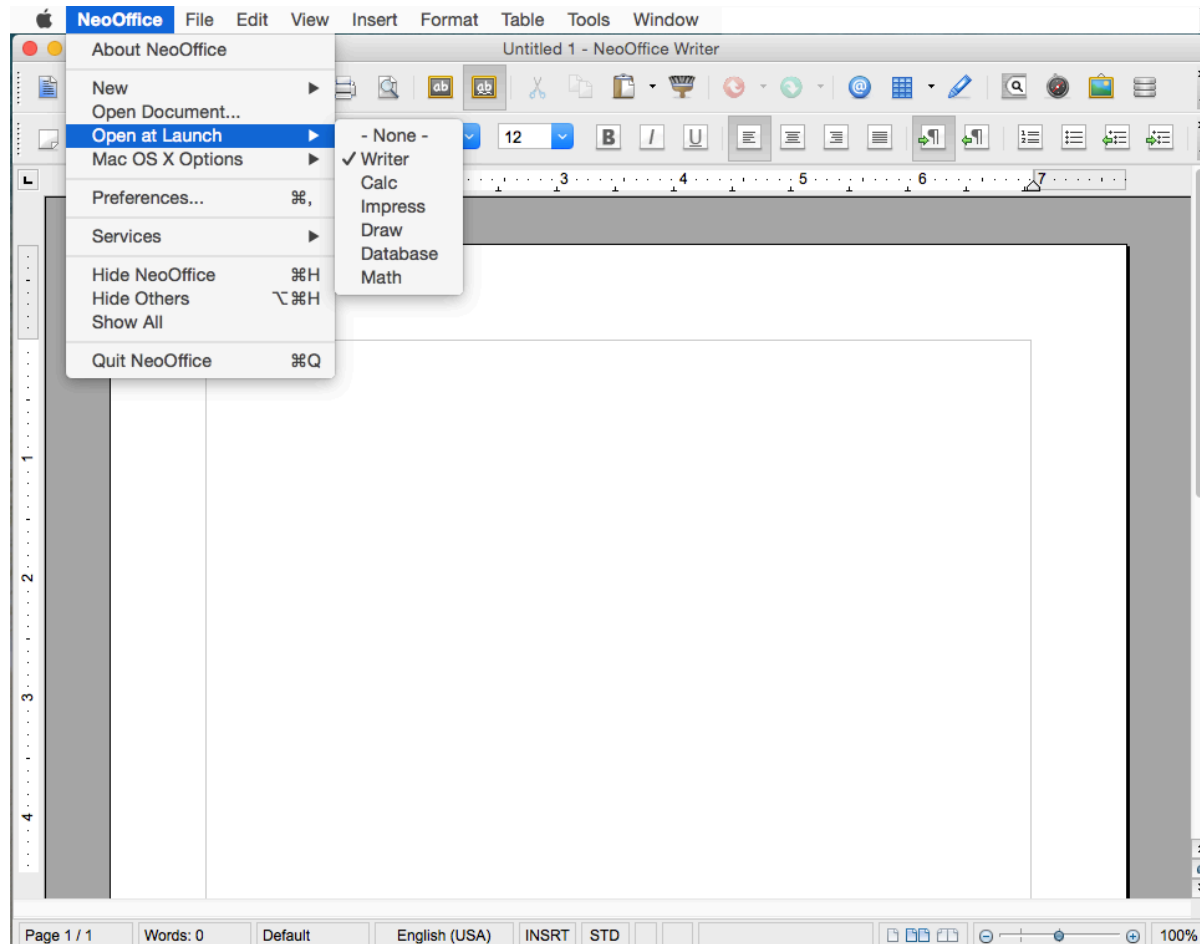 NeoOffice File Edit View Insert Format Table Tools Window
Untitled 1 - NeoOffice Writer
About NeoOffice
New
Open Document...
Open at Launch
Mac OS X Options
Preferences... ⌘,
Services
Hide NeoOffice ⌘H
Hide Others ⌥⌘H
Show All
Quit NeoOffice ⌘Q
- None -
✓ Writer
Calc
Impress
Draw
Database
Math
ab ab
12 B I U
3 4 5 6 7
1
2
3
4
Page 1 / 1 Words: 0 Default English (USA) INSRT STD 100%